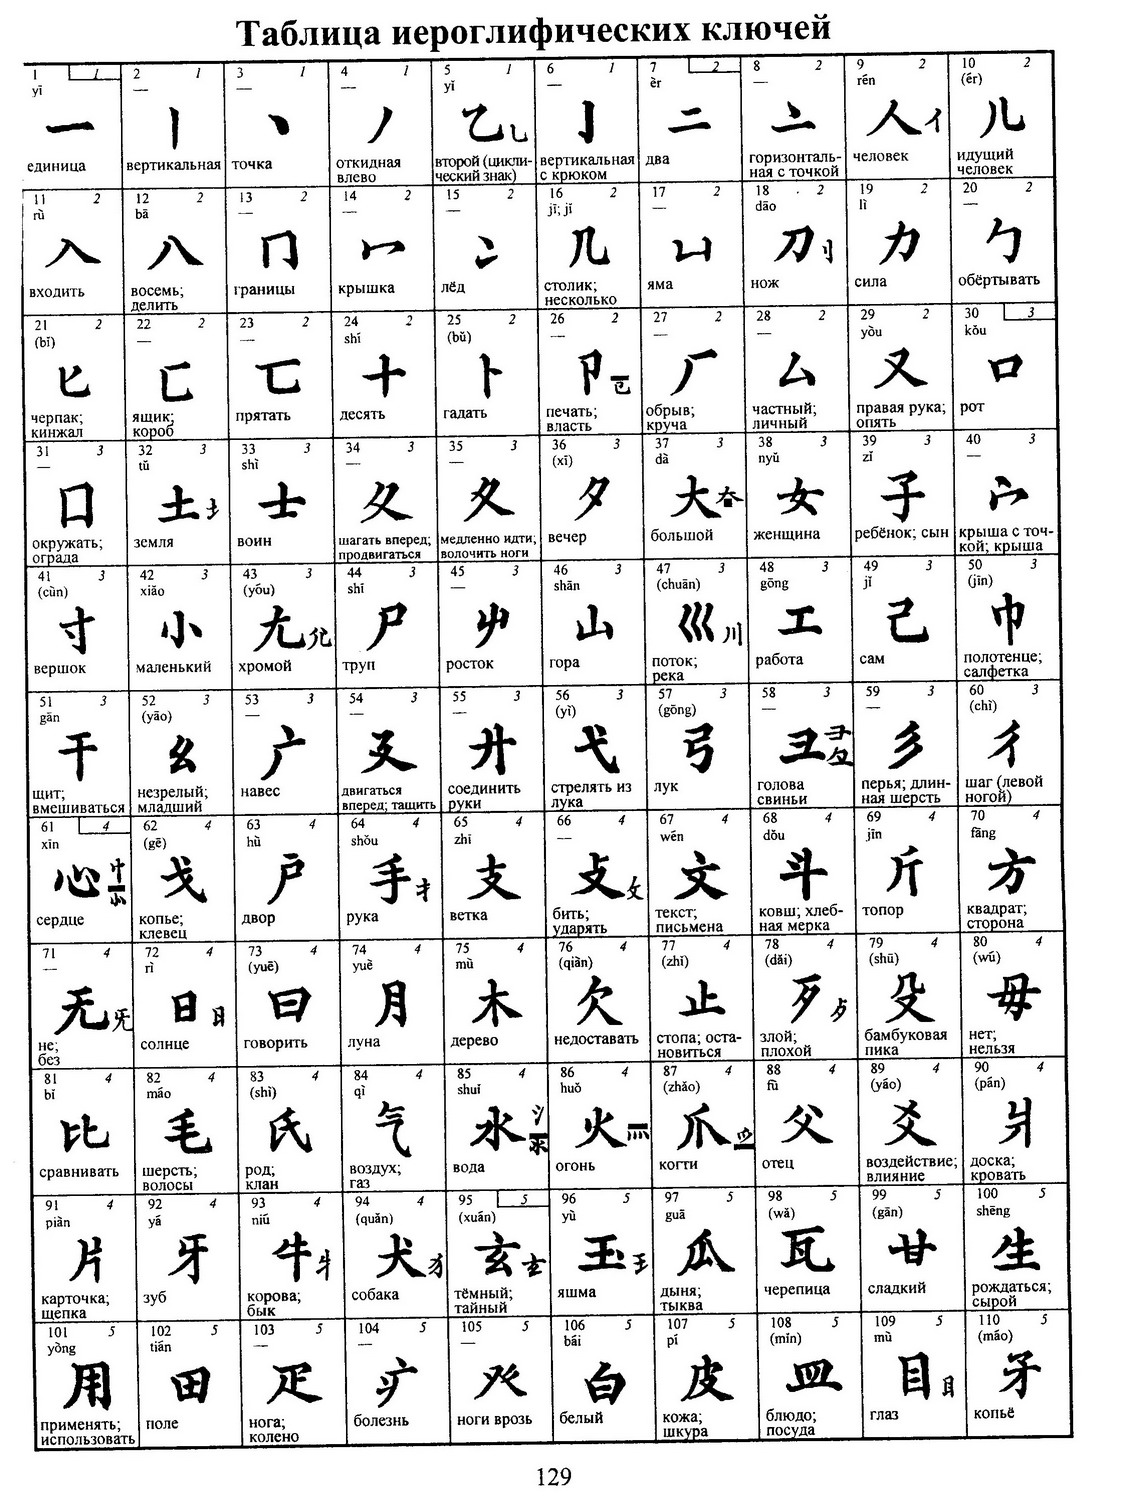 Таблица иероглифических ключей
1 1
yī
一
единица
2 1
—
丨
вертикальная
3 1
—
丶
точка
4 1
—
丿
откидная
влево
5 1
yǐ
乙乚
второй (цикли-
ческий знак)
6 1
—
亅
вертикальная
с крюком
7 2
èr
二
два
8 2
—
亠
горизонталь-
ная с точкой
9 2
rén
人亻
человек
10 2
(ér)
儿
идущий
человек
11 2
rù
入
входить
12 2
bā
八
восемь;
делить
13 2
—
冂
границы
14 2
—
冖
крышка
15 2
—
冫
лёд
16 2
jī; jǐ
几
столик;
несколько
17 2
—
凵
яма
18 2
dāo
刀刂
нож
19 2
lì
力
сила
20 2
—
勹
обёртывать
21 2
(bǐ)
匕
черпак;
кинжал
22 2
—
匚
ящик;
короб
23 2
—
匸
прятать
24 2
shí
十
десять
25 2
(bǔ)
卜
гадать
26 2
—
卩㔾
печать;
власть
27 2
—
厂
обрыв;
круча
28 2
—
厶
частный;
личный
29 2
yòu
又
правая рука;
опять
30 3
kǒu
口
рот
31 3
—
囗
окружать;
ограда
32 3
tǔ
土
земля
33 3
shì
士
воин
34 3
—
夂
шагать вперед;
продвигаться
35 3
—
夊
медленно идти;
волочить ноги
36 3
(xī)
夕
вечер
37 3
dà
大
большой
38 3
nyǔ
女
женщина
39 3
zǐ
子
ребёнок; сын
40 3
—
宀
крыша с точ-
кой; крыша
41 3
(cùn)
寸
вершок
42 3
xiǎo
小
маленький
43 3
(yóu)
尢尣
хромой
44 3
shī
尸
труп
45 3
—
屮
росток
46 3
shān
山
гора
47 3
(chuān)
巛川
поток;
река
48 3
gōng
工
работа
49 3
jǐ
己
сам
50 3
(jīn)
巾
полотенце;
салфетка
51 3
gān
干
щит;
вмешиваться
52 3
(yāo)
幺
незрелый;
младший
53 3
—
广
навес
54 3
—
廴
двигаться
вперед; тащить
55 3
—
廾
соединить
руки
56 3
(yì)
弋
стрелять из
лука
57 3
(gōng)
弓
лук
58 3
—
彐彑
голова
свиньи
59 3
—
彡
перья; длин-
ная шерсть
60 3
(chì)
彳
шаг (левой
ногой)
61 4
xīn
心忄⺗
сердце
62 4
(gē)
戈
копье;
клевец
63 4
hù
户
двор
64 4
shǒu
手扌
рука
65 4
zhī
支
ветка
66 4
—
攴攵
бить;
ударять
67 4
wén
文
текст;
письмена
68 4
dǒu
斗
ковш; хлеб-
ная мерка
69 4
jīn
斤
топор
70 4
fāng
方
квадрат;
сторона
71 4
—
无旡
не;
без
72 4
rì
日
солнце
73 4
(yuē)
曰
говорить
74 4
yuè
月
луна
75 4
mù
木
дерево
76 4
(qiàn)
欠
недоставать
77 4
(zhǐ)
止
стопа; оста-
новиться
78 4
(dǎi)
歹歺
злой;
плохой
79 4
(shū)
殳
бамбуковая
пика
80 4
(wú)
毋
нет;
нельзя
81 4
bǐ
比
сравнивать
82 4
máo
毛
шерсть;
волосы
83 4
(shì)
氏
род;
клан
84 4
qì
气
воздух;
газ
85 4
shuǐ
水氵氺
вода
86 4
huǒ
火灬
огонь
87 4
(zhǎo)
爪爫
когти
88 4
fù
父
отец
89 4
(yáo)
爻
воздействие;
влияние
90 4
(pán)
爿
доска;
кровать
91 4
piàn
片
карточка;
щепка
92 4
yá
牙
зуб
93 4
niú
牛牜
корова;
бык
94 4
(quǎn)
犬犭
собака
95 5
(xuán)
玄
тёмный;
тайный
96 5
yù
玉王
яшма
97 5
guā
瓜
дыня;
тыква
98 5
(wǎ)
瓦
черепица
99 5
(gān)
甘
сладкий
100 5
shēng
生
рождаться;
сырой
101 5
yòng
用
применять;
использовать
102 5
tián
田
поле
103 5
—
疋
нога;
колено
104 5
—
疒
болезнь
105 5
—
癶
ноги врозь
106 5
bái
白
белый
107 5
pí
皮
кожа;
шкура
108 5
(mǐn)
皿
блюдо;
посуда
109 5
mù
目
глаз
110 5
(máo)
矛
копьё
129